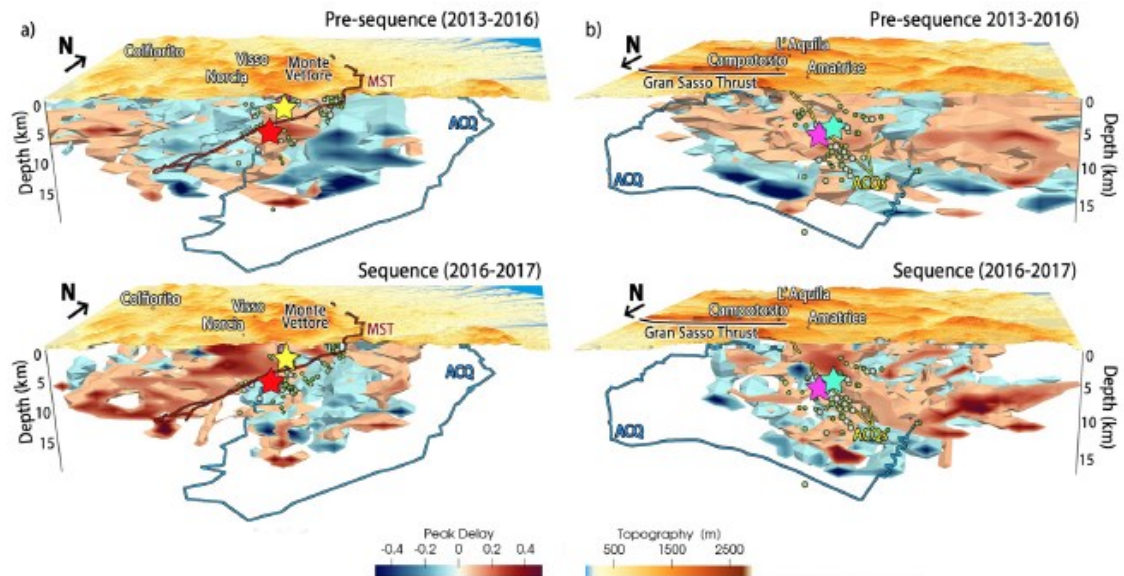 a)
Pre-sequence (2013-2016)
N
Colfiorito
Visso
Norcia
Monte
Vettore
MST
0
5
10
15
Depth (km)
ACQ
b)
Pre-sequence 2013-2016)
N
L'Aquila
Campotosto
Amatrice
Gran Sasso Thrust
0
5
10
15
Depth (km)
ACQ
ACQs
Sequence (2016-2017)
N
Colfiorito
Visso
Norcia
Monte
Vettore
MST
0
5
10
15
Depth (km)
ACQ
Sequence (2016-2017)
N
L'Aquila
Campotosto
Amatrice
Gran Sasso Thrust
0
5
10
15
Depth (km)
ACQ
ACQs
Peak Delay
-0.4 -0.2 0 0.2 0.4
Topography (m)
500 1500 2500